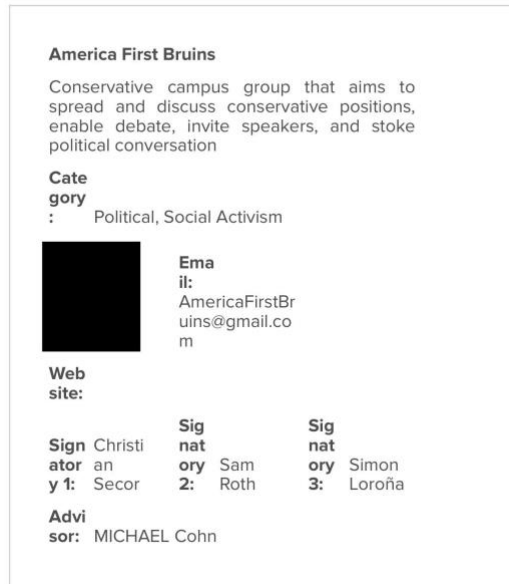 America First Bruins
Conservative campus group that aims to
spread and discuss conservative positions,
enable debate, invite speakers, and stoke
political conversation
Cate
gory
: Political, Social Activism
Ema
il:
AmericaFirstBr
uins@gmail.co
m
Web
site:
Sign
ator
y 1:
Christi
an
Secor
Sig
nat
ory
2:
Sam
Roth
Sig
nat
ory
3:
Simon
Loroña
Advi
sor: MICHAEL Cohn